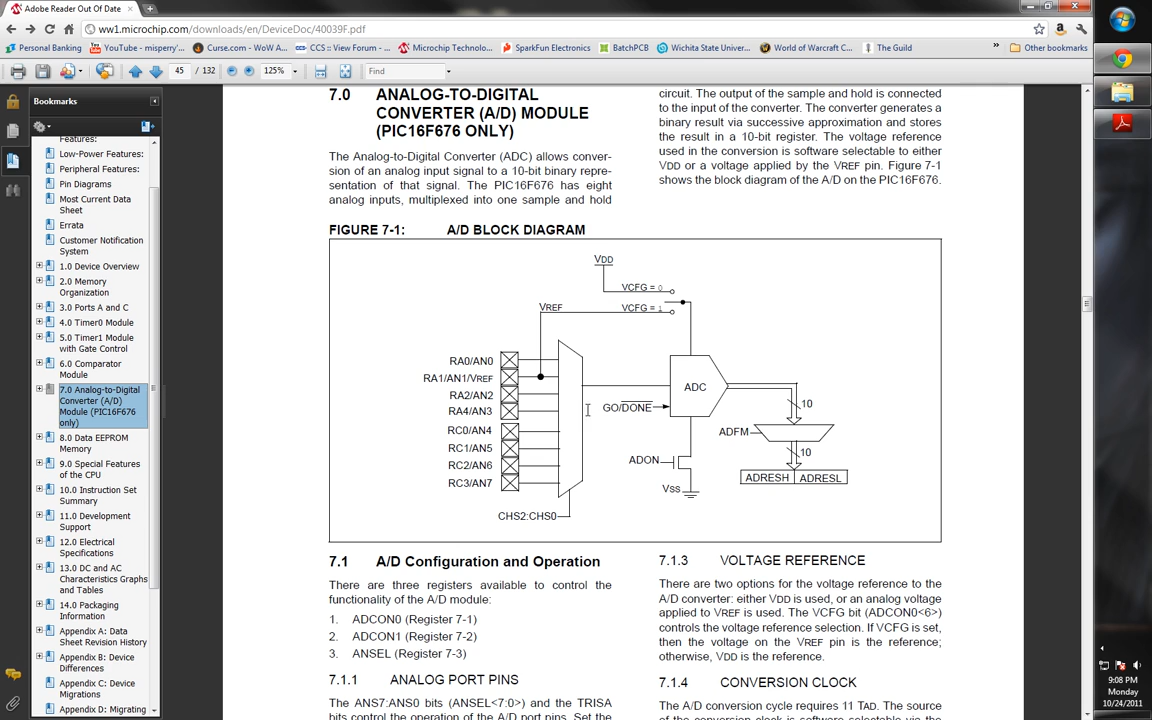 Adobe Reader Out Of Date
ww1.microchip.com/downloads/en/DeviceDoc/40039F.pdf
Personal Banking
YouTube - misperry'...
Curse.com - WoW A...
CCS :: View Forum - ...
Microchip Technolo...
SparkFun Electronics
BatchPCB
Wichita State Univer...
World of Warcraft C...
The Guild
»
Other bookmarks
45 / 132
125%
Find
Bookmarks
Features:
Low-Power Features:
Peripheral Features:
Pin Diagrams
Most Current Data
Sheet
Errata
Customer Notification
System
1.0 Device Overview
2.0 Memory
Organization
3.0 Ports A and C
4.0 Timer0 Module
5.0 Timer1 Module
with Gate Control
6.0 Comparator
Module
7.0 Analog-to-Digital
Converter (A/D)
Module (PIC16F676
only)
8.0 Data EEPROM
Memory
9.0 Special Features
of the CPU
10.0 Instruction Set
Summary
11.0 Development
Support
12.0 Electrical
Specifications
13.0 DC and AC
Characteristics Graphs
and Tables
14.0 Packaging
Information
Appendix A: Data
Sheet Revision History
Appendix B: Device
Differences
Appendix C: Device
Migrations
Appendix D: Migrating
7.0 ANALOG-TO-DIGITAL
CONVERTER (A/D) MODULE
(PIC16F676 ONLY)
The Analog-to-Digital Converter (ADC) allows conver-
sion of an analog input signal to a 10-bit binary repre-
sentation of that signal. The PIC16F676 has eight
analog inputs, multiplexed into one sample and hold
circuit. The output of the sample and hold is connected
to the input of the converter. The converter generates a
binary result via successive approximation and stores
the result in a 10-bit register. The voltage reference
used in the conversion is software selectable to either
VDD or a voltage applied by the VREF pin. Figure 7-1
shows the block diagram of the A/D on the PIC16F676.
FIGURE 7-1: A/D BLOCK DIAGRAM
VDD
VCFG = 0
VREF
VCFG = 1
RA0/AN0
RA1/AN1/VREF
RA2/AN2
RA4/AN3
RC0/AN4
RC1/AN5
RC2/AN6
RC3/AN7
CHS2:CHS0
ADC
GO/DONE
10
ADFM
10
ADON
ADRESH ADRESL
VSS
7.1 A/D Configuration and Operation
There are three registers available to control the
functionality of the A/D module:
1. ADCON0 (Register 7-1)
2. ADCON1 (Register 7-2)
3. ANSEL (Register 7-3)
7.1.1 ANALOG PORT PINS
The ANS7:ANS0 bits (ANSEL<7:0>) and the TRISA
bits control the operation of the A/D port pins. Set the
7.1.3 VOLTAGE REFERENCE
There are two options for the voltage reference to the
A/D converter: either VDD is used, or an analog voltage
applied to VREF is used. The VCFG bit (ADCON0<6>)
controls the voltage reference selection. If VCFG is set,
then the voltage on the VREF pin is the reference;
otherwise, VDD is the reference.
7.1.4 CONVERSION CLOCK
The A/D conversion cycle requires 11 TAD. The source
of the conversion clock is software selectable via the
9:08 PM
Monday
10/24/2011